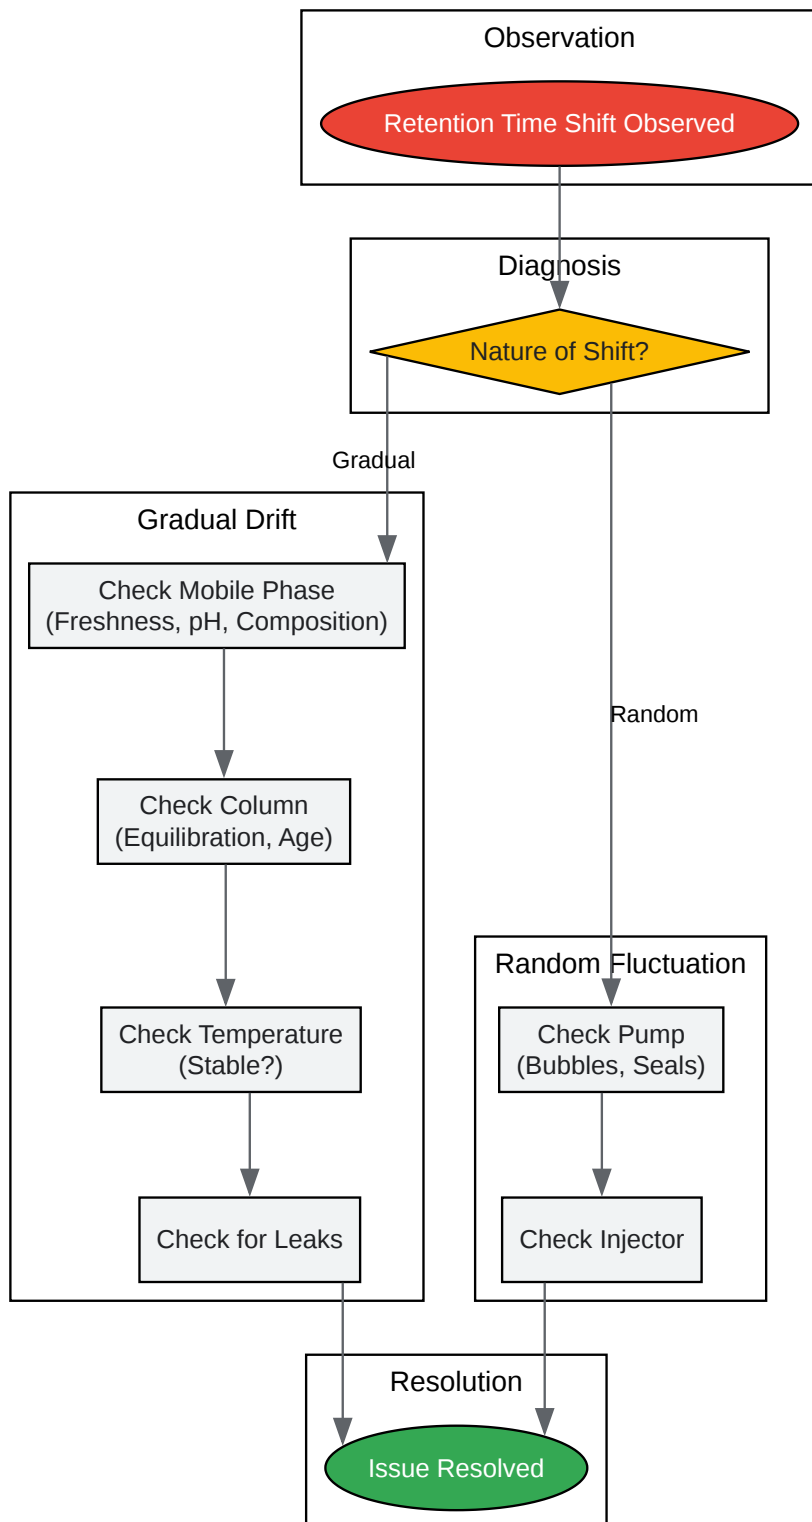 Observation
Retention Time Shift Observed
Diagnosis
Nature of Shift?
Gradual
Gradual Drift
Check Mobile Phase
(Freshness, pH, Composition)
Random
Check Column
(Equilibration, Age)
Random Fluctuation
Check Temperature
(Stable?)
Check Pump
(Bubbles, Seals)
Check for Leaks
Check Injector
Resolution
Issue Resolved